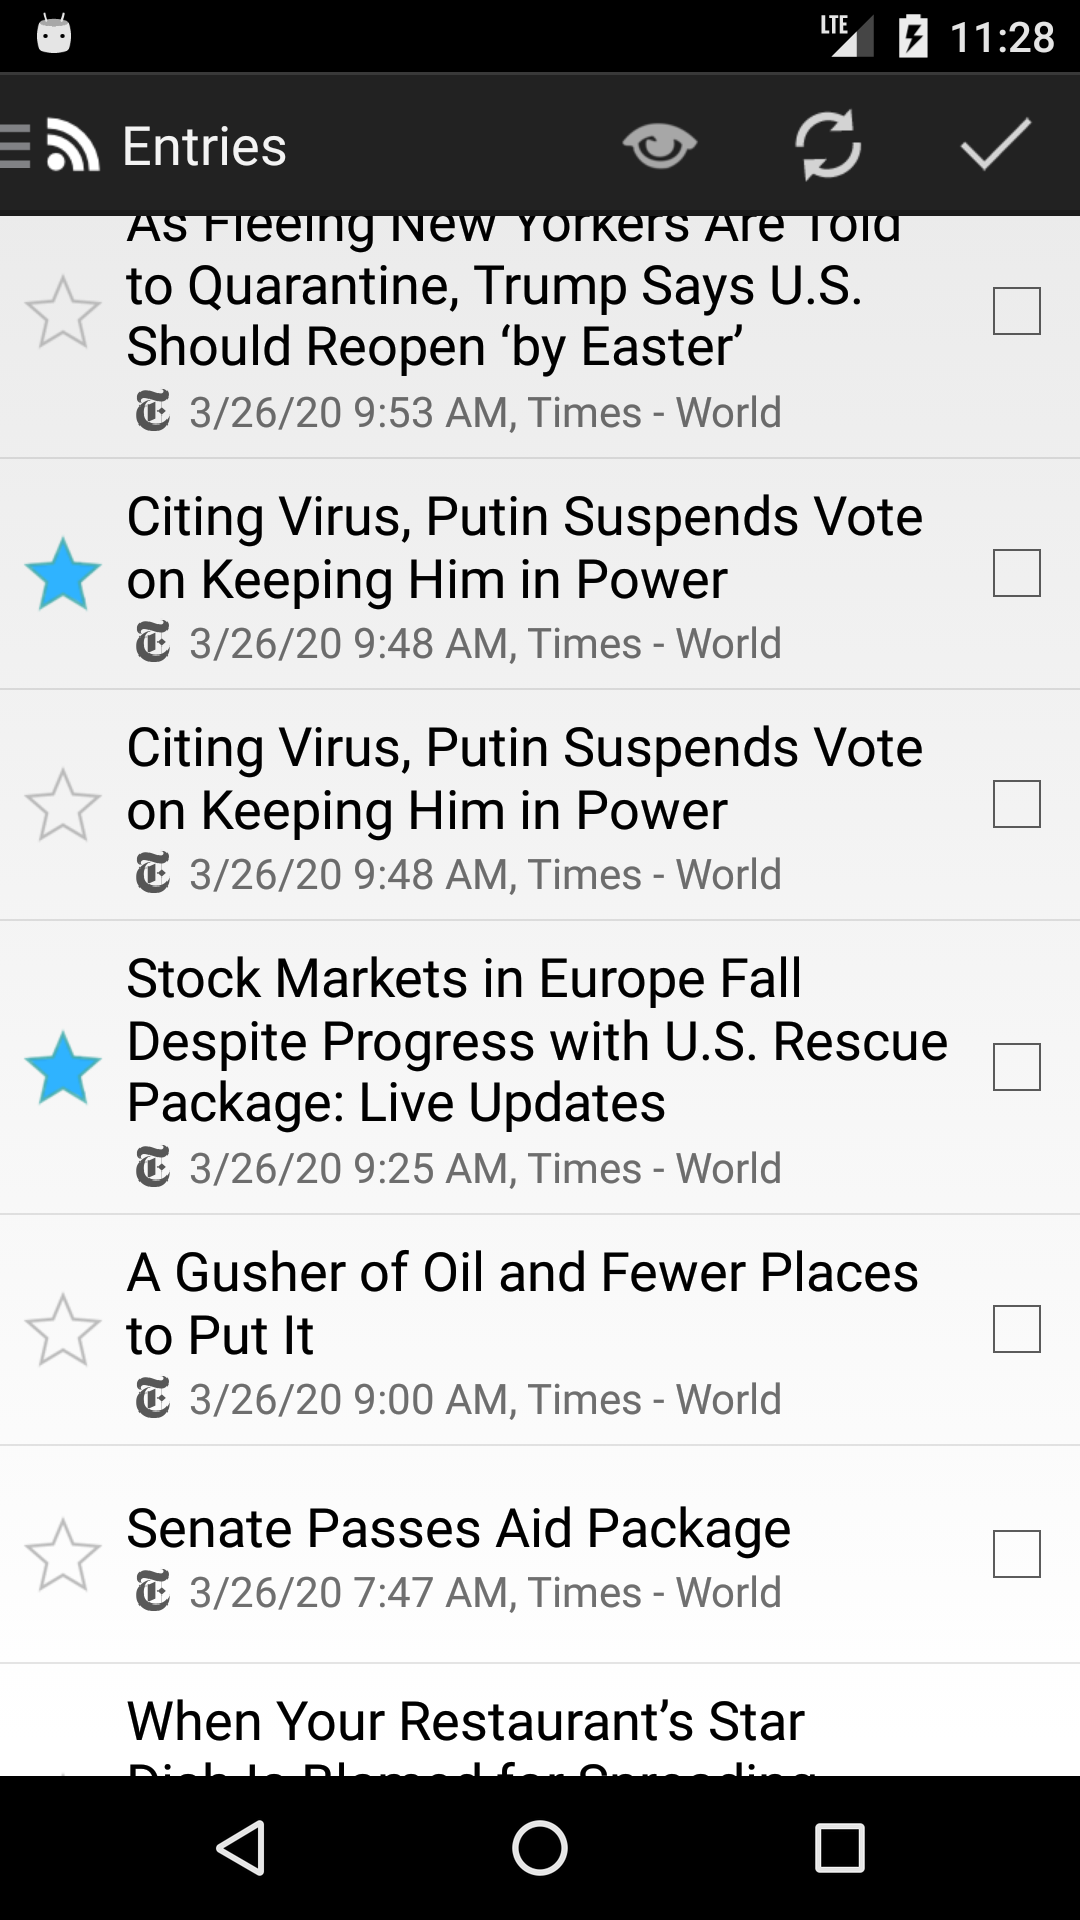 LTE 11:28
Entries
As Fleeing New Yorkers Are Told
to Quarantine, Trump Says U.S.
Should Reopen ‘by Easter’
3/26/20 9:53 AM, Times - World
Citing Virus, Putin Suspends Vote
on Keeping Him in Power
3/26/20 9:48 AM, Times - World
Citing Virus, Putin Suspends Vote
on Keeping Him in Power
3/26/20 9:48 AM, Times - World
Stock Markets in Europe Fall
Despite Progress with U.S. Rescue
Package: Live Updates
3/26/20 9:25 AM, Times - World
A Gusher of Oil and Fewer Places
to Put It
3/26/20 9:00 AM, Times - World
Senate Passes Aid Package
3/26/20 7:47 AM, Times - World
When Your Restaurant’s Star
Dish Is Blamed for Spreading